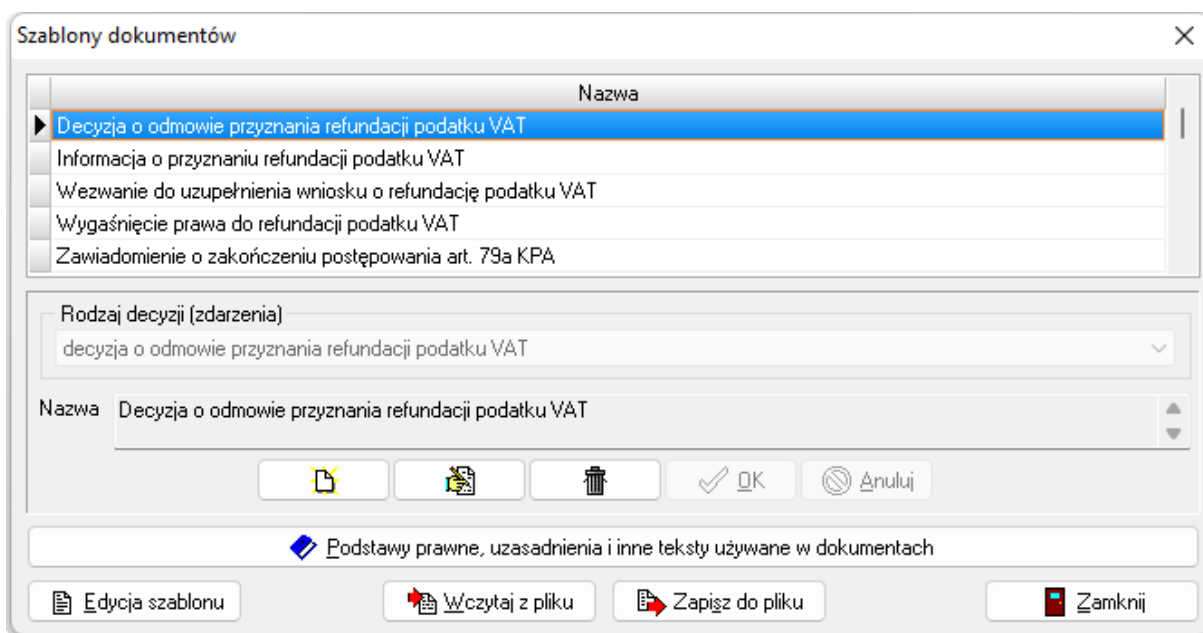 Szablony dokumentów
Nazwa
Decyzja o odmowie przyznania refundacji podatku VAT
Informacja o przyznaniu refundacji podatku VAT
Wezwanie do uzupełnienia wniosku o refundację podatku VAT
Wygaśnięcie prawa do refundacji podatku VAT
Zawiadomienie o zakończeniu postępowania art. 79a KPA
Rodzaj decyzji (zdarzenia)
decyzja o odmowie przyznania refundacji podatku VAT
Nazwa Decyzja o odmowie przyznania refundacji podatku VAT
OK Anuluj
Podstawy prawne, uzasadnienia i inne teksty używane w dokumentach
Edycja szablonu Wczytaj z pliku Zapisz do pliku Zamknij